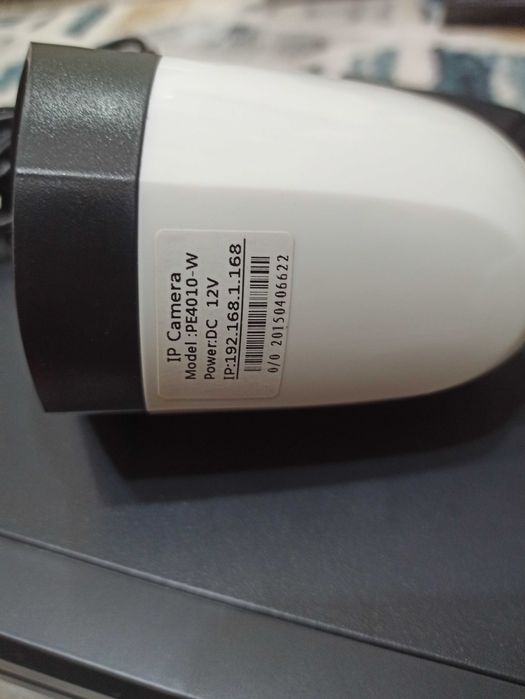 IP Camera
Model :PE4010-W
Power:DC 12V
IP:192.168.1.168
0/0 20150406622